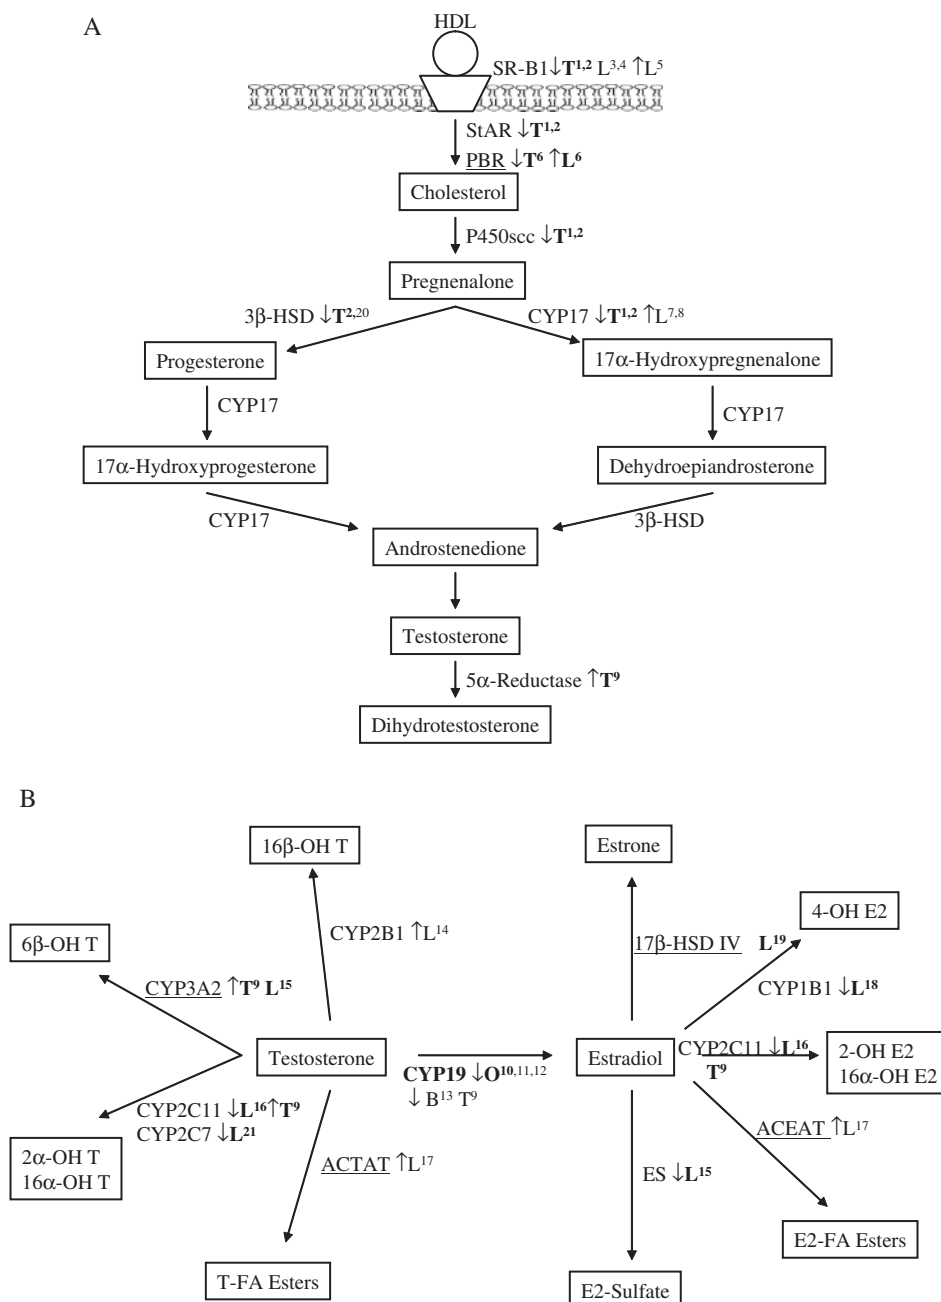 A
HDL
SR-B1↓T1,2 L3,4 ↑L5
StAR ↓T1,2
PBR ↓T6 ↑L6
Cholesterol
P450scc ↓T1,2
Pregnenalone
3β-HSD ↓T2,20
CYP17 ↓T1,2 ↑L7,8
Progesterone
17α-Hydroxypregnenalone
CYP17
CYP17
17α-Hydroxyprogesterone
Dehydroepiandrosterone
CYP17
3β-HSD
Androstenedione
Testosterone
5α-Reductase ↑T9
Dihydrotestosterone
B
16β-OH T
Estrone
4-OH E2
6β-OH T
CYP2B1 ↑L14
17β-HSD IV L19
CYP3A2 ↑T9 L15
CYP1B1 ↓L18
Testosterone
CYP19 ↓O10,11,12
↓ B13 T9
Estradiol
CYP2C11 ↓L16
T9
2-OH E2
16α-OH E2
CYP2C11 ↓L16↑T9
CYP2C7 ↓L21
2α-OH T
16α-OH T
ACTAT ↑L17
ES ↓L15
ACEAT ↑L17
E2-FA Esters
T-FA Esters
E2-Sulfate